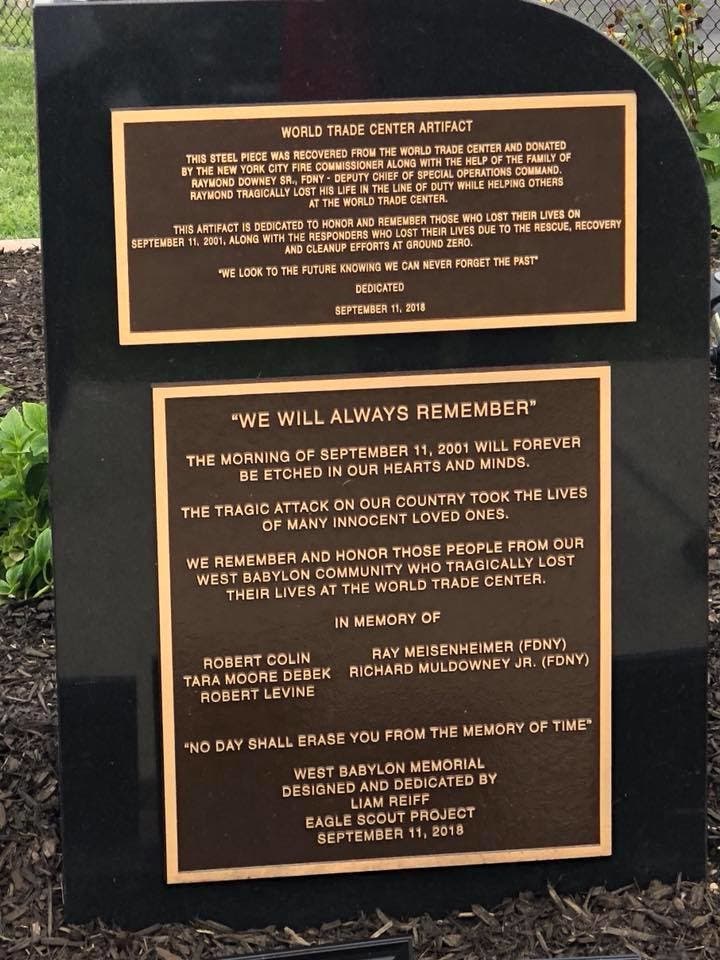 WORLD TRADE CENTER ARTIFACT
THIS STEEL PIECE WAS RECOVERED FROM THE WORLD TRADE CENTER AND DONATED
BY THE NEW YORK CITY FIRE COMMISSIONER ALONG WITH THE HELP OF THE FAMILY OF
RAYMOND DOWNEY SR., FDNY - DEPUTY CHIEF OF SPECIAL OPERATIONS COMMAND.
RAYMOND TRAGICALLY LOST HIS LIFE IN THE LINE OF DUTY WHILE HELPING OTHERS
AT THE WORLD TRADE CENTER.
THIS ARTIFACT IS DEDICATED TO HONOR AND REMEMBER THOSE WHO LOST THEIR LIVES ON
SEPTEMBER 11, 2001, ALONG WITH THE RESPONDERS WHO LOST THEIR LIVES DUE TO THE RESCUE, RECOVERY
AND CLEANUP EFFORTS AT GROUND ZERO.
"WE LOOK TO THE FUTURE KNOWING WE CAN NEVER FORGET THE PAST"
DEDICATED
SEPTEMBER 11, 2018
"WE WILL ALWAYS REMEMBER"
THE MORNING OF SEPTEMBER 11, 2001 WILL FOREVER
BE ETCHED IN OUR HEARTS AND MINDS.
THE TRAGIC ATTACK ON OUR COUNTRY TOOK THE LIVES
OF MANY INNOCENT LOVED ONES.
WE REMEMBER AND HONOR THOSE PEOPLE FROM OUR
WEST BABYLON COMMUNITY WHO TRAGICALLY LOST
THEIR LIVES AT THE WORLD TRADE CENTER.
IN MEMORY OF
ROBERT COLIN
TARA MOORE DEBEK
ROBERT LEVINE
RAY MEISENHEIMER (FDNY)
RICHARD MULDOWNEY JR. (FDNY)
"NO DAY SHALL ERASE YOU FROM THE MEMORY OF TIME"
WEST BABYLON MEMORIAL
DESIGNED AND DEDICATED BY
LIAM REIFF
EAGLE SCOUT PROJECT
SEPTEMBER 11, 2018